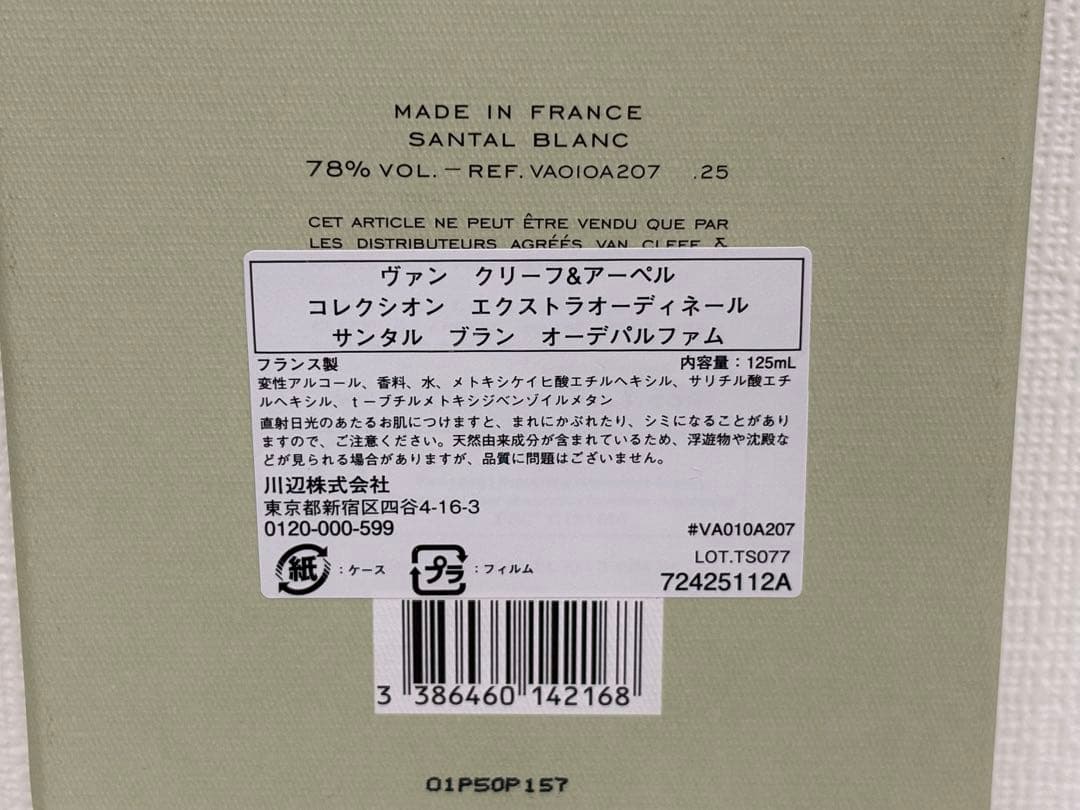 MADE IN FRANCE
SANTAL BLANC
78% VOL. – REF. VA010A207 .25
CET ARTICLE NE PEUT ÊTRE VENDU QUE PAR
LES DISTRIBUTEURS AGRÉÉS VAN CLEEF &
ヴァン クリーフ&アーペル
コレクシオン エクストラオーディネール
サンタル ブラン オーデパルファム
フランス製 内容量:125mL
変性アルコール、香料、水、メトキシケイヒ酸エチルヘキシル、サリチル酸エチ
ルヘキシル、t-ブチルメトキシジベンゾイルメタン
直射日光のあたるお肌につけますと、まれにかぶれたり、シミになることがあり
ますので、ご注意ください。天然由来成分が含まれているため、浮遊物や沈殿な
どが見られる場合がありますが、品質に問題はございません。
川辺株式会社
東京都新宿区四谷4-16-3
0120-000-599 #VA010A207
LOT.TS077
紙:ケース プラ:フィルム 72425112A
3 386460 142168
01P50P157